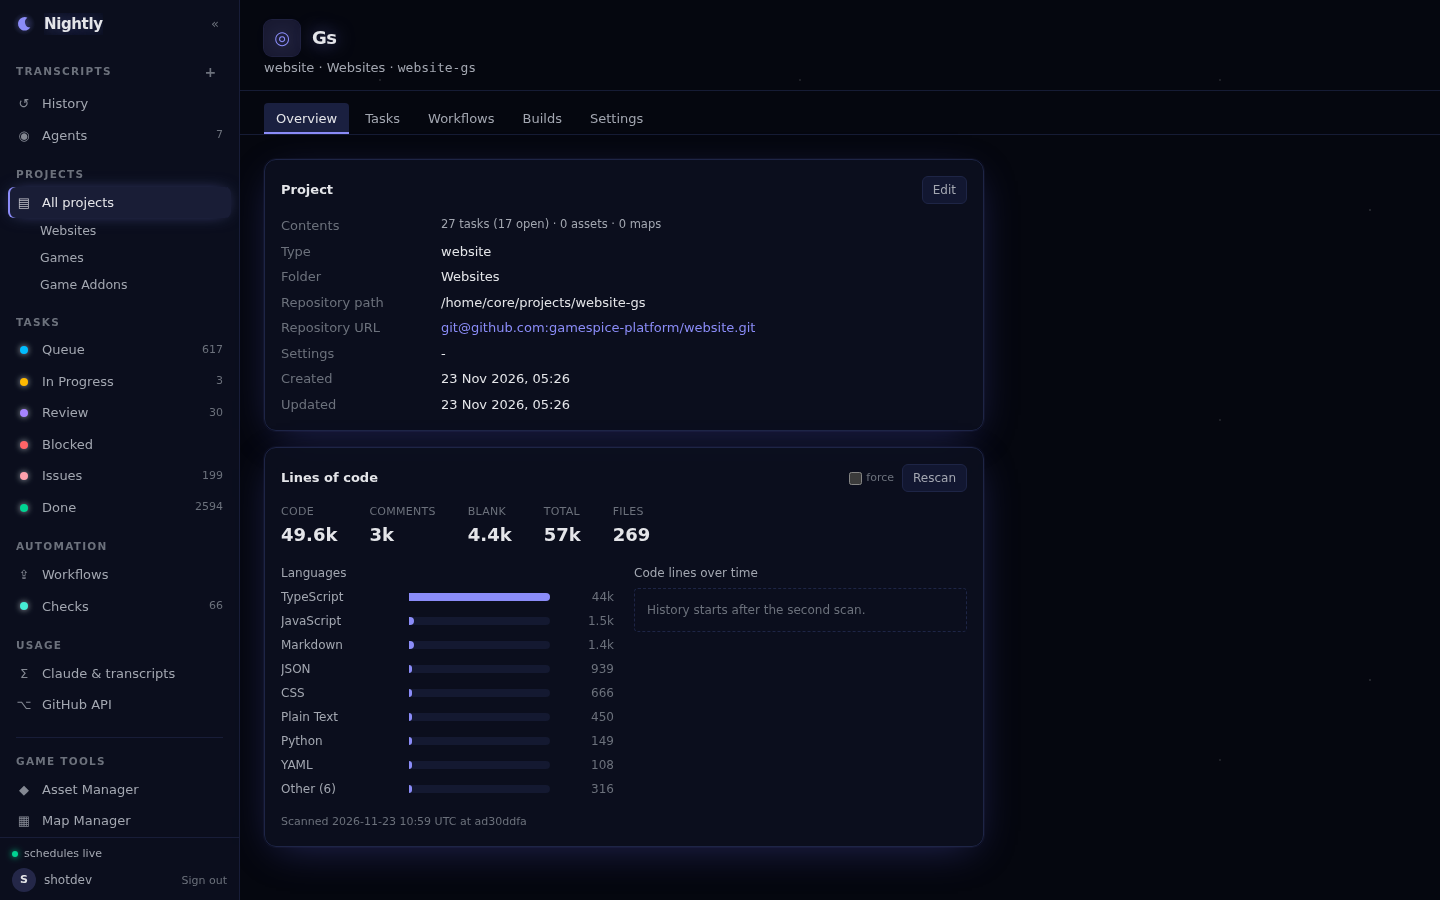 Nightly «
TRANSCRIPTS +
History
Agents 7
PROJECTS
All projects
Websites
Games
Game Addons
TASKS
Queue 617
In Progress 3
Review 30
Blocked
Issues 199
Done 2594
AUTOMATION
Workflows
Checks 66
USAGE
Σ Claude & transcripts
GitHub API
GAME TOOLS
Asset Manager
Map Manager
schedules live
S shotdev Sign out
Gs
website · Websites · website-gs
Overview Tasks Workflows Builds Settings
Project Edit
Contents 27 tasks (17 open) · 0 assets · 0 maps
Type website
Folder Websites
Repository path /home/core/projects/website-gs
Repository URL git@github.com:gamespice-platform/website.git
Settings -
Created 23 Nov 2026, 05:26
Updated 23 Nov 2026, 05:26
Lines of code force Rescan
CODE COMMENTS BLANK TOTAL FILES
49.6k 3k 4.4k 57k 269
Languages
TypeScript 44k
JavaScript 1.5k
Markdown 1.4k
JSON 939
CSS 666
Plain Text 450
Python 149
YAML 108
Other (6) 316
Code lines over time
History starts after the second scan.
Scanned 2026-11-23 10:59 UTC at ad30ddfa